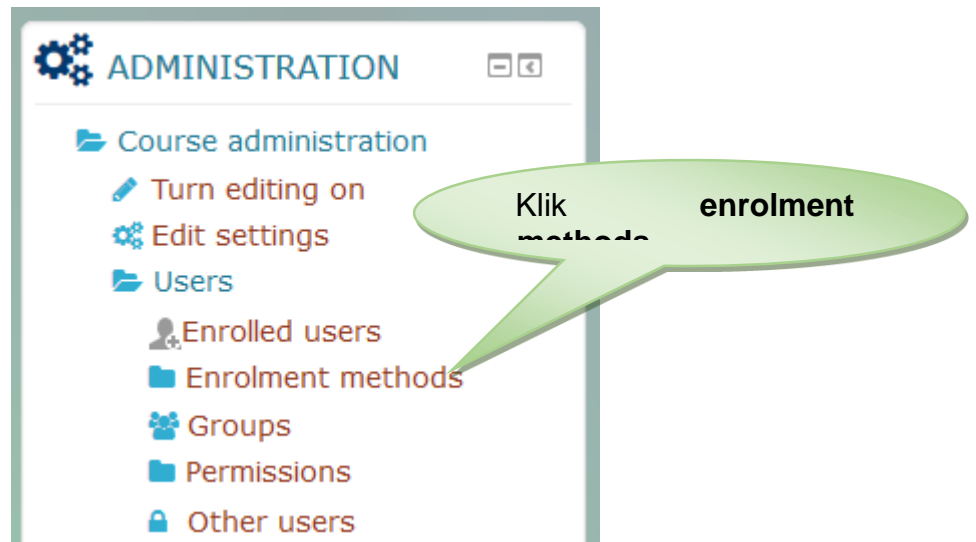 ADMINISTRATION
Course administration
Turn editing on
Edit settings
Users
Enrolled users
Enrolment methods
Groups
Permissions
Other users
Klik enrolment
methods